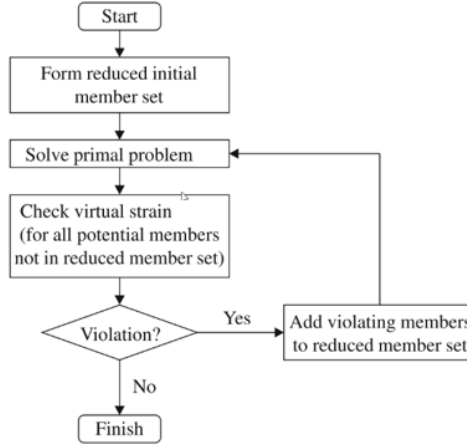 Start
Form reduced initial
member set
Solve primal problem
Check virtual strain
(for all potential members
not in reduced member set)
Violation?
Yes
Add violating members
to reduced member set
No
Finish